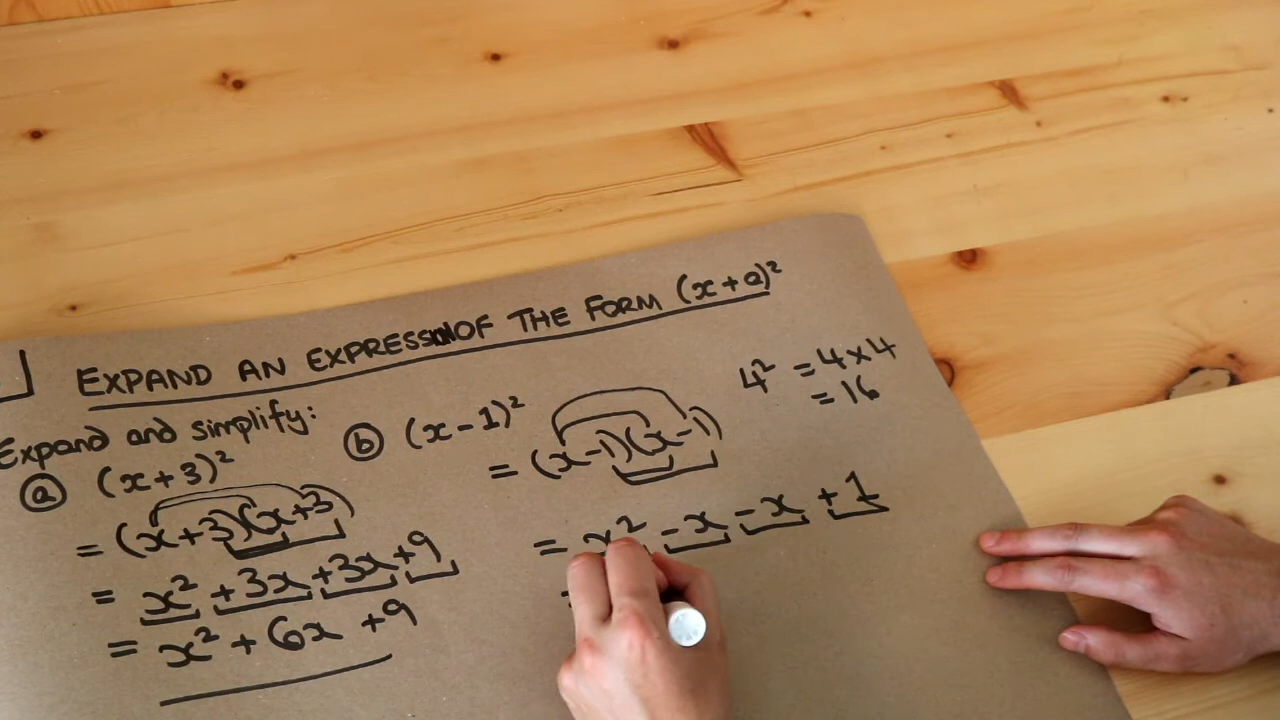 EXPAND AN EXPRESSION OF THE FORM (x+a)²
Expand and simplify:
ⓐ (x+3)²
= (x+3)(x+3)
= x² +3x +3x +9
= x² + 6x + 9
ⓑ (x-1)²
= (x-1)(x-1)
= x² -x -x +1
=
4² = 4×4
= 16